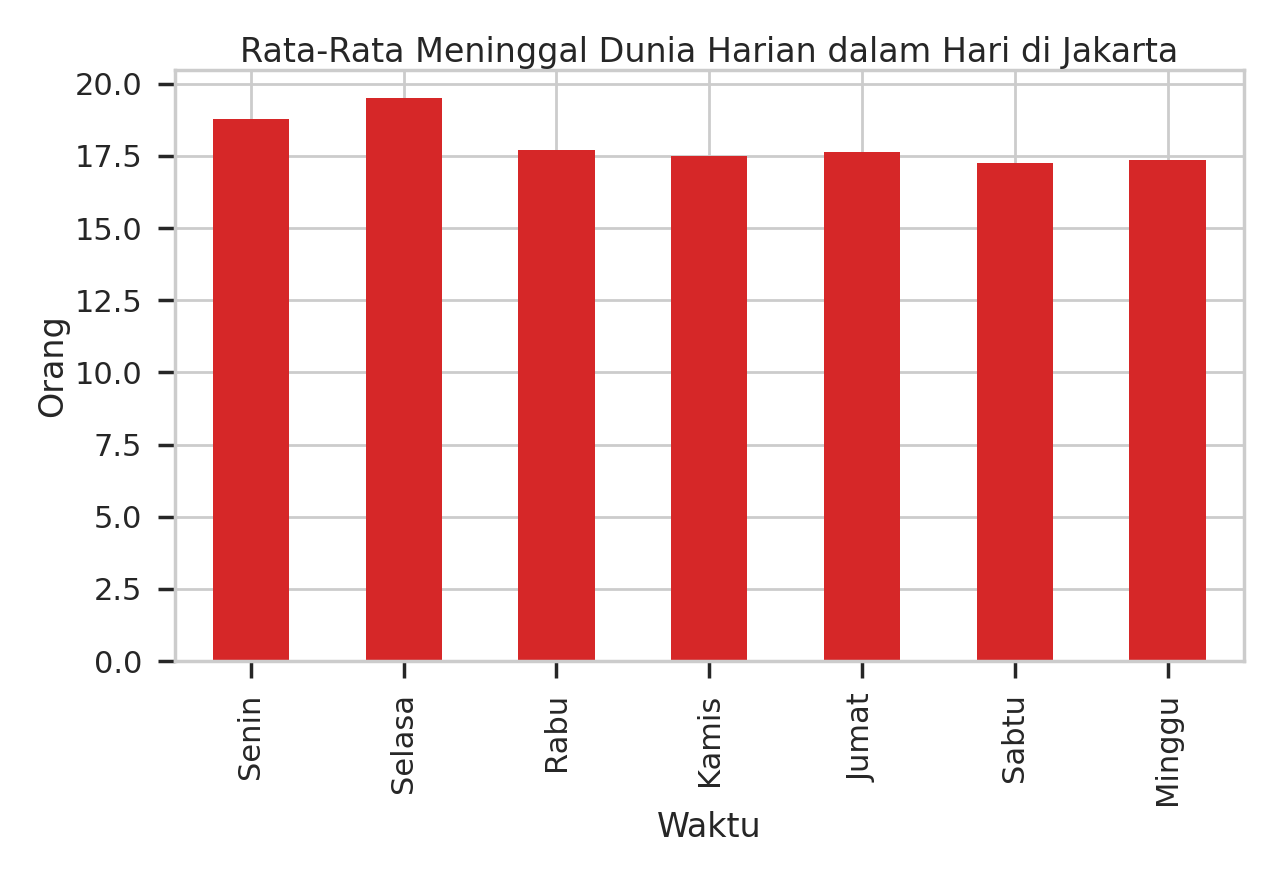 Rata-Rata Meninggal Dunia Harian dalam Hari di Jakarta
20.0
17.5
15.0
12.5
10.0
7.5
5.0
2.5
0.0
Orang
Senin
Selasa
Rabu
Kamis
Jumat
Sabtu
Minggu
Waktu